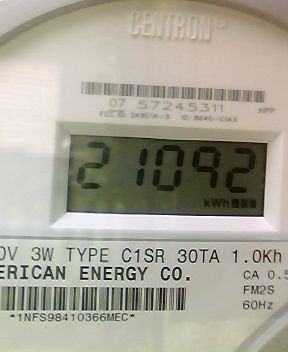 CENTRON
07 57245311
HPP
21092
kWh
0V 3W TYPE C1SR 30TA 1.0Kh
ERICAN ENERGY CO.
CA 0.5
FM2S
60Hz
*1NFS98410366MEC*